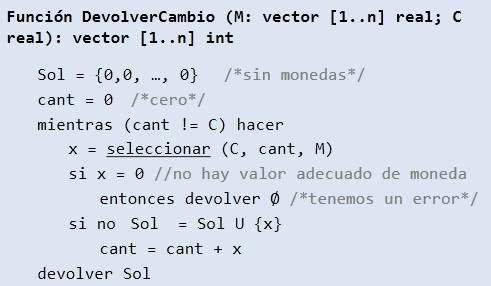 Función DevolverCambio (M: vector [1..n] real; C
real): vector [1..n] int
Sol = {0,0, …, 0} /*sin monedas*/
cant = 0 /*cero*/
mientras (cant != C) hacer
x = seleccionar (C, cant, M)
si x = 0 //no hay valor adecuado de moneda
entonces devolver Ø /*tenemos un error*/
si no Sol = Sol U {x}
cant = cant + x
devolver Sol